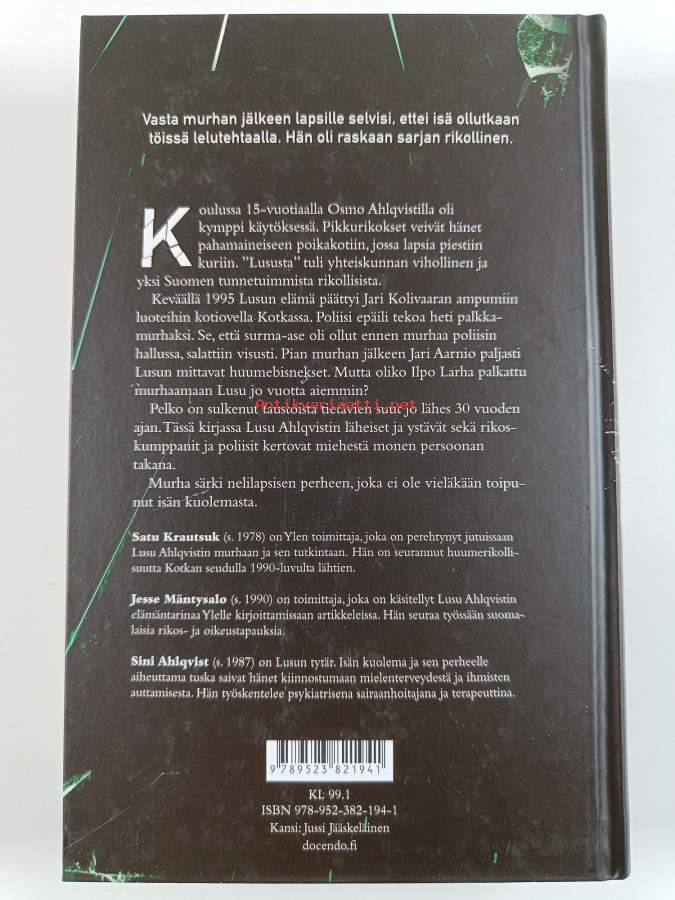 Vasta murhan jälkeen lapsille selvisi, ettei isä ollutkaan
töissä lelutehtaalla. Hän oli raskaan sarjan rikollinen.
Koulussa 15-vuotiaalla Osmo Ahlqvistilla oli
kymppi käytöksessä. Pikkurikokset veivät hänet
pahamaineiseen poikakotiin, jossa lapsia piestiin
kuriin. ”Lususta” tuli yhteiskunnan vihollinen ja
yksi Suomen tunnetuimmista rikollisista.
Keväällä 1995 Lusun elämä päättyi Jari Kolivaaran ampumiin
luoteihin kotiovella Kotkassa. Poliisi epäili tekoa heti palkka-
murhaksi. Se, että surma-ase oli ollut ennen murhaa poliisin
hallussa, salattiin visusti. Pian murhan jälkeen Jari Aarnio paljasti
Lusun mittavat huumebisnekset. Mutta oliko Ilpo Larha palkattu
murhaamaan Lusu jo vuotta aiemmin?
Antikvariaatti.net
Pelko on sulkenut taustoista tietävien suut jo lähes 30 vuoden
ajan. Tässä kirjassa Lusu Ahlqvistin läheiset ja ystävät sekä rikos-
kumppanit ja poliisit kertovat miehestä monen persoonan
takana.
Murha särki nelilapsisen perheen, joka ei ole vieläkään toipu-
nut isän kuolemasta.
Satu Krautsuk (s. 1978) on Ylen toimittaja, joka on perehtynyt jutuissaan
Lusu Ahlqvistin murhaan ja sen tutkintaan. Hän on seurannut huumerikolli-
suutta Kotkan seudulla 1990-luvulta lähtien.
Jesse Mäntysalo (s. 1990) on toimittaja, joka on käsitellyt Lusu Ahlqvistin
elämäntarinaa Ylelle kirjoittamissaan artikkeleissa. Hän seuraa työssään suoma-
laisia rikos- ja oikeustapauksia.
Sini Ahlqvist (s. 1987) on Lusun tytär. Isän kuolema ja sen perheelle
aiheuttama tuska saivat hänet kiinnostumaan mielenterveydestä ja ihmisten
auttamisesta. Hän työskentelee psykiatrisena sairaanhoitajana ja terapeuttina.
9 789523 821941
KL 99.1
ISBN 978-952-382-194-1
Kansi: Jussi Jääskeläinen
docendo.fi